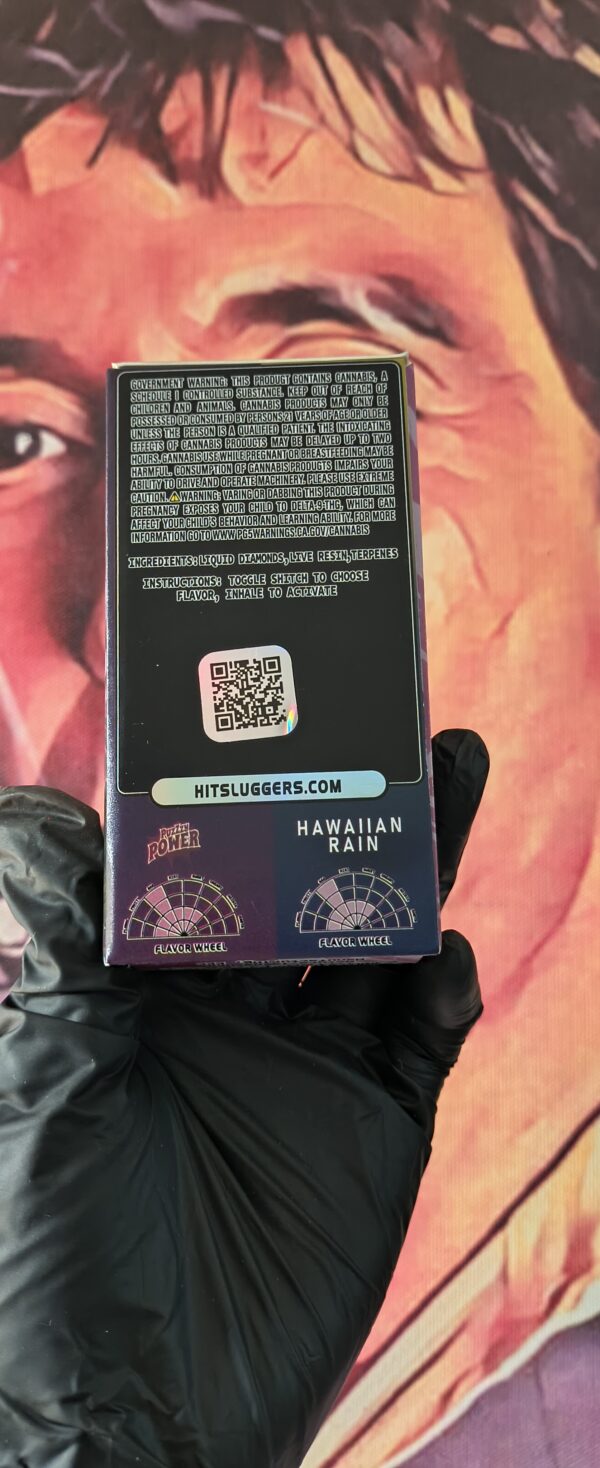 GOVERNMENT WARNING: THIS PRODUCT CONTAINS CANNABIS, A
SCHEDULE I CONTROLLED SUBSTANCE. KEEP OUT OF REACH OF
CHILDREN AND ANIMALS. CANNABIS PRODUCTS MAY ONLY BE
POSSESSED OR CONSUMED BY PERSONS 21 YEARS OF AGE OR OLDER
UNLESS THE PERSON IS A QUALIFIED PATIENT. THE INTOXICATING
EFFECTS OF CANNABIS PRODUCTS MAY BE DELAYED UP TO TWO
HOURS. CANNABIS USE WHILE PREGNANT OR BREASTFEEDING MAY BE
HARMFUL. CONSUMPTION OF CANNABIS PRODUCTS IMPAIRS YOUR
ABILITY TO DRIVE AND OPERATE MACHINERY. PLEASE USE EXTREME
CAUTION. ⚠WARNING: VARING OR DABBING THIS PRODUCT DURING
PREGNANCY EXPOSES YOUR CHILD TO DELTA-9-THC, WHICH CAN
AFFECT YOUR CHILD'S BEHAVIOR AND LEARNING ABILITY. FOR MORE
INFORMATION GO TO WWW.P65WARNINGS.CA.GOV/CANNABIS
INGREDIENTS: LIQUID DIAMONDS, LIVE RESIN, TERPENES
INSTRUCTIONS: TOGGLE SHITCH TO CHOOSE
FLAVOR, INHALE TO ACTIVATE
HITSLUGGERS.COM
POWER
HAWAIIAN
RAIN
FLAVOR WHEEL
FLAVOR WHEEL